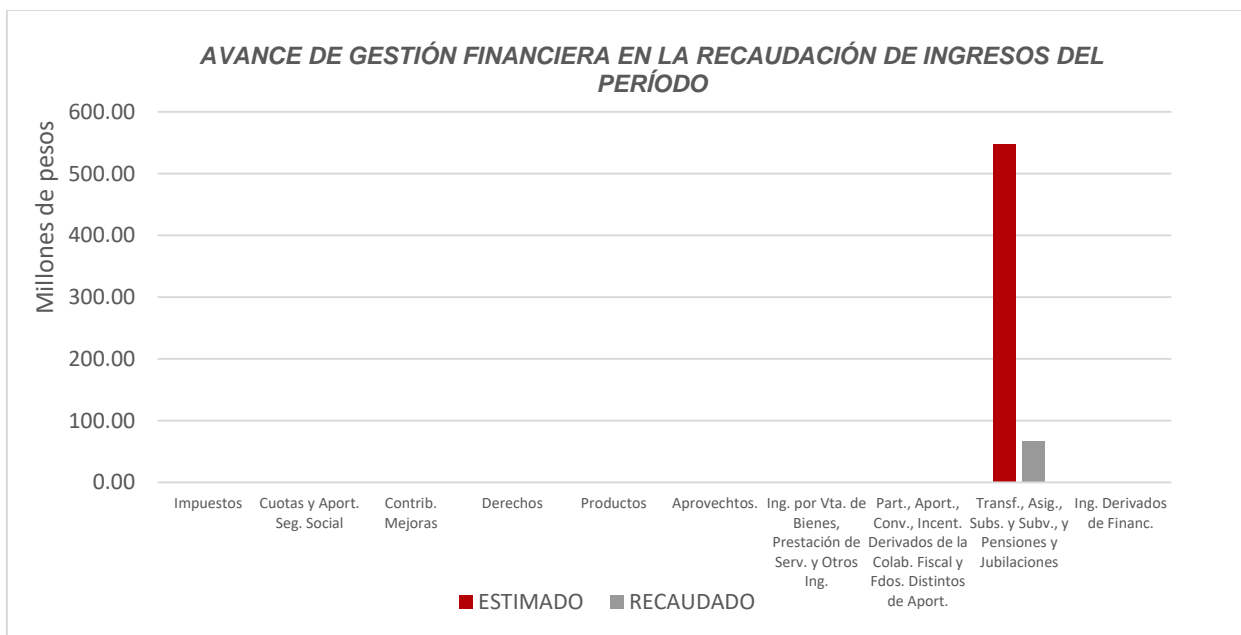 AVANCE DE GESTIÓN FINANCIERA EN LA RECAUDACIÓN DE INGRESOS DEL
PERÍODO
Millones de pesos
600.00
500.00
400.00
300.00
200.00
100.00
0.00
Impuestos
Cuotas y Aport.
Seg. Social
Contrib.
Mejoras
Derechos
Productos
Aprovechtos.
Ing. por Vta. de
Bienes,
Prestación de
Serv. y Otros
Ing.
Part., Aport.,
Conv., Incent.
Derivados de la
Colab. Fiscal y
Fdos. Distintos
de Aport.
Transf., Asig.,
Subs. y Subv., y
Pensiones y
Jubilaciones
Ing. Derivados
de Financ.
ESTIMADO
RECAUDADO